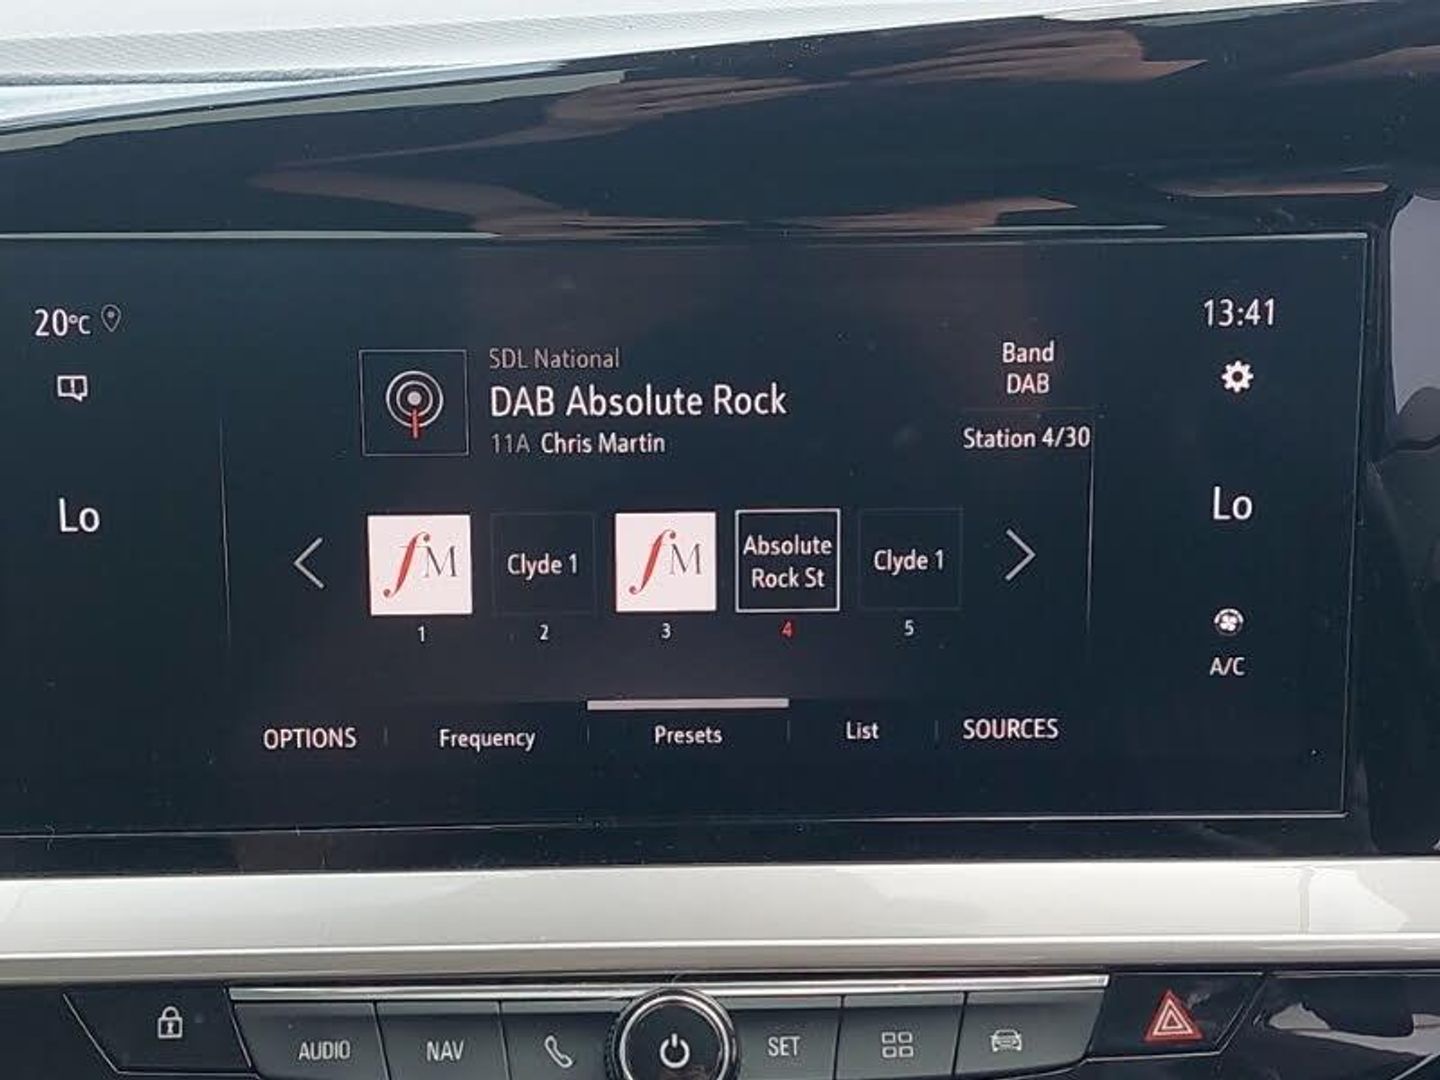 20°C
13:41
SDL National
DAB Absolute Rock
11A Chris Martin
Band
DAB
Station 4/30
Lo
Lo
fM
Clyde 1
fM
Absolute
Rock St
Clyde 1
1
2
3
4
5
A/C
OPTIONS
Frequency
Presets
List
SOURCES
AUDIO
NAV
SET